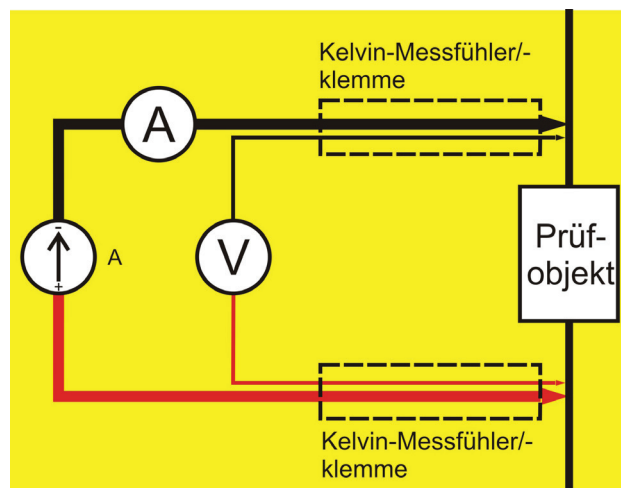 Kelvin-Messfühler/-
klemme
A
-
+
A
V
Prüf-
objekt
Kelvin-Messfühler/-
klemme